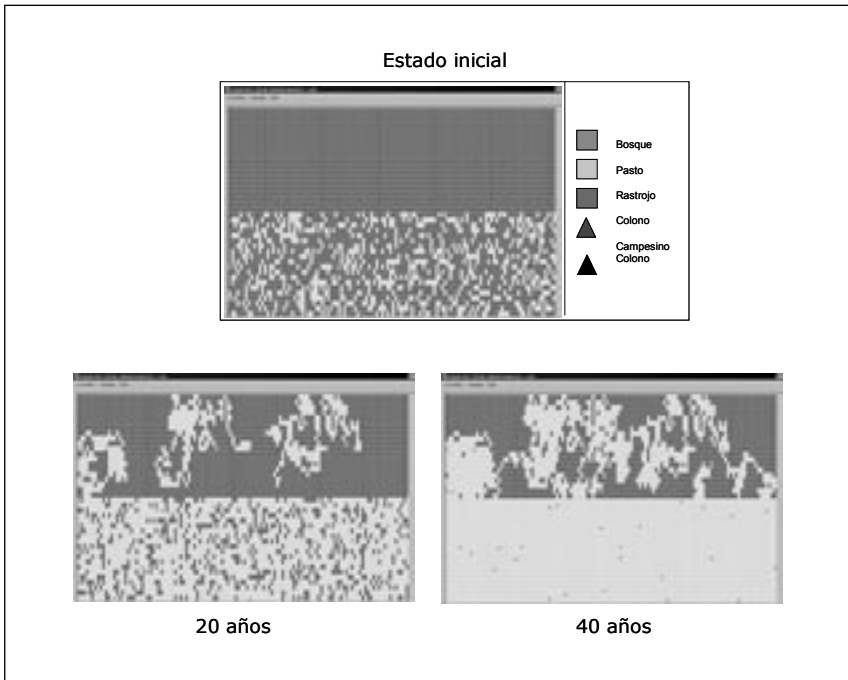 Estado inicial
Bosque
Pasto
Rastrojo
Colono
Campesino
Colono
20 años
40 años